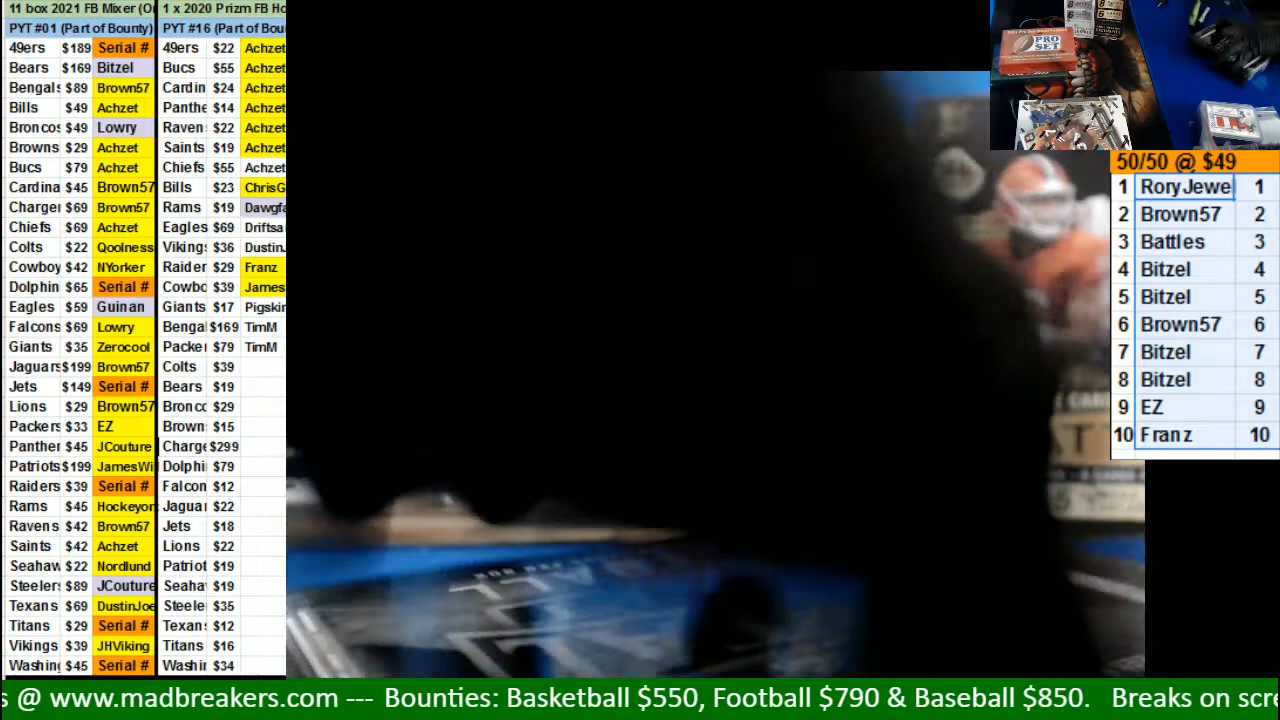 11 box 2021 FB Mixer (O
PYT #01 (Part of Bounty)
49ers $189 Serial #
Bears $169 Bitzel
Bengals $89 Brown57
Bills $49 Achzet
Broncos $49 Lowry
Browns $29 Achzet
Bucs $79 Achzet
Cardina $45 Brown57
Charger $69 Brown57
Chiefs $69 Achzet
Colts $22 Qoolness
Cowboy $42 NYorker
Dolphin $65 Serial #
Eagles $59 Guinan
Falcons $69 Lowry
Giants $35 Zerocool
Jaguars $199 Brown57
Jets $149 Serial #
Lions $29 Brown57
Packers $33 EZ
Panther $45 JCouture
Patriots $199 JamesWi
Raiders $39 Serial #
Rams $45 Hockeyon
Ravens $42 Brown57
Saints $42 Achzet
Seahaw $22 Nordlund
Steelers $89 JCouture
Texans $69 DustinJoe
Titans $29 Serial #
Vikings $39 JHViking
Washing $45 Serial #
1 x 2020 Prizm FB Ho
PYT #16 (Part of Bou
49ers $22 Achzet
Bucs $55 Achzet
Cardin $24 Achzet
Panthe $14 Achzet
Raven $22 Achzet
Saints $19 Achzet
Chiefs $55 Achzet
Bills $23 ChrisG
Rams $19 Dawgfa
Eagles $69 Driftsa
Vikings $36 DustinJ
Raider $29 Franz
Cowbo $39 James
Giants $17 Pigskin
Benga $169 TimM
Packe $79 TimM
Colts $39
Bears $19
Bronco $29
Brown $15
Charge $299
Dolphi $79
Falcon $12
Jaguar $22
Jets $18
Lions $22
Patriot $19
Seaha $19
Steele $35
Texan $12
Titans $16
Washi $34
PRO
SET
50/50 @ $49
1 RoryJewel 1
2 Brown57 2
3 Battles 3
4 Bitzel 4
5 Bitzel 5
6 Brown57 6
7 Bitzel 7
8 Bitzel 8
9 EZ 9
10 Franz 10
s @ www.madbreakers.com --- Bounties: Basketball $550, Football $790 & Baseball $850. Breaks on scre